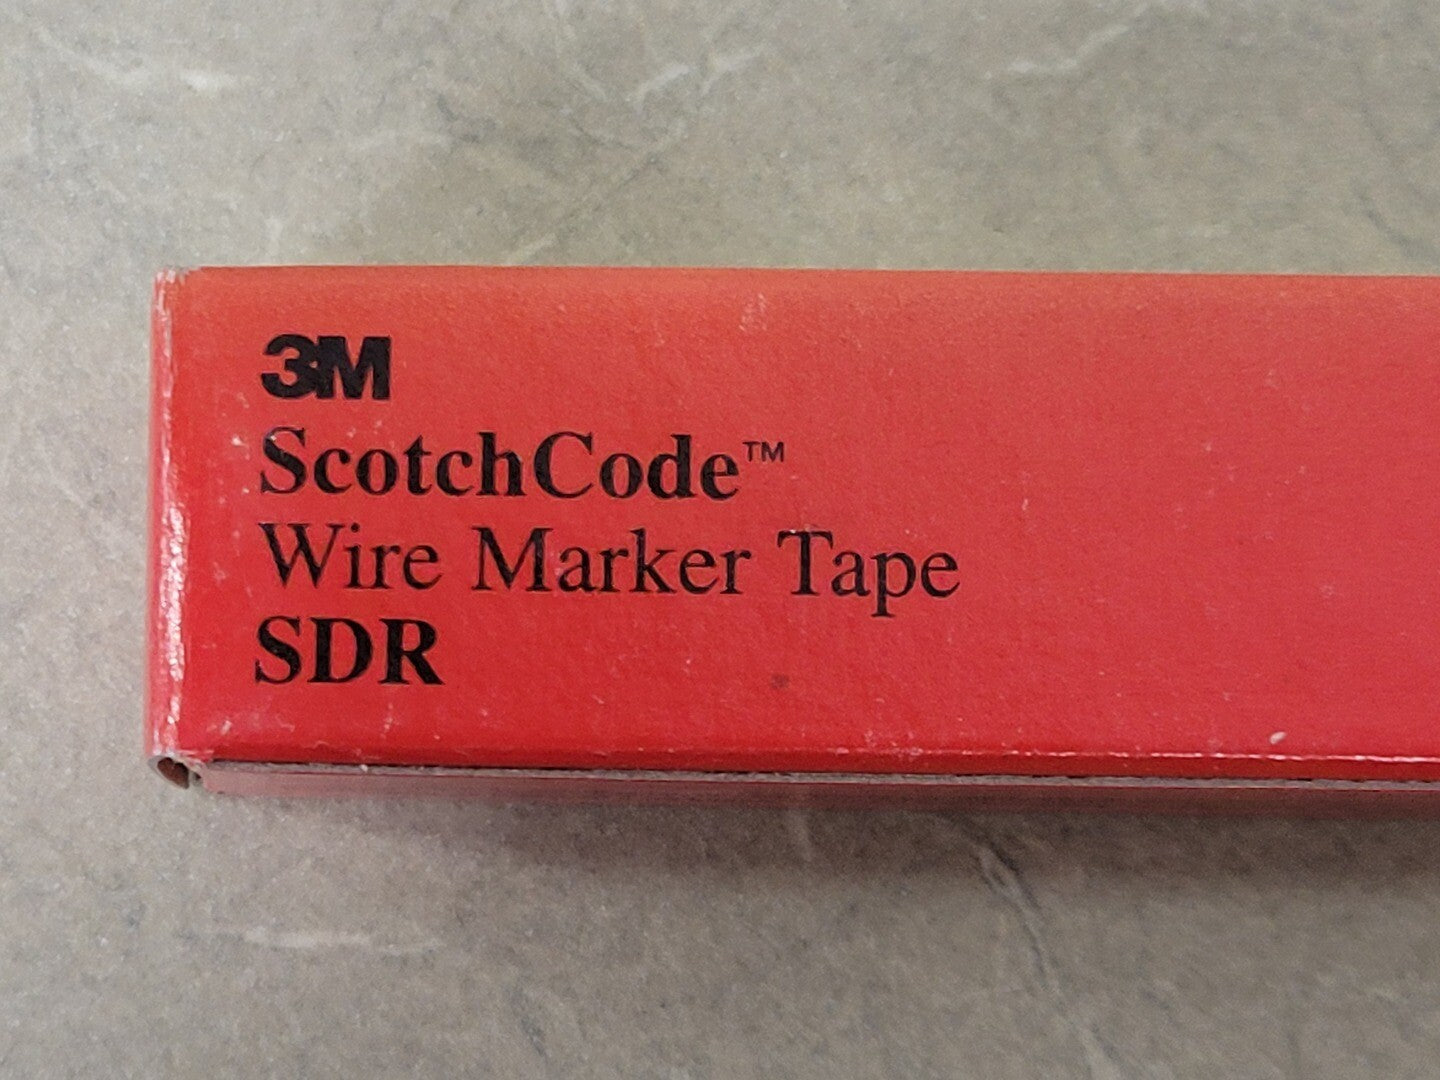 3M
ScotchCode™
Wire Marker Tape
SDR